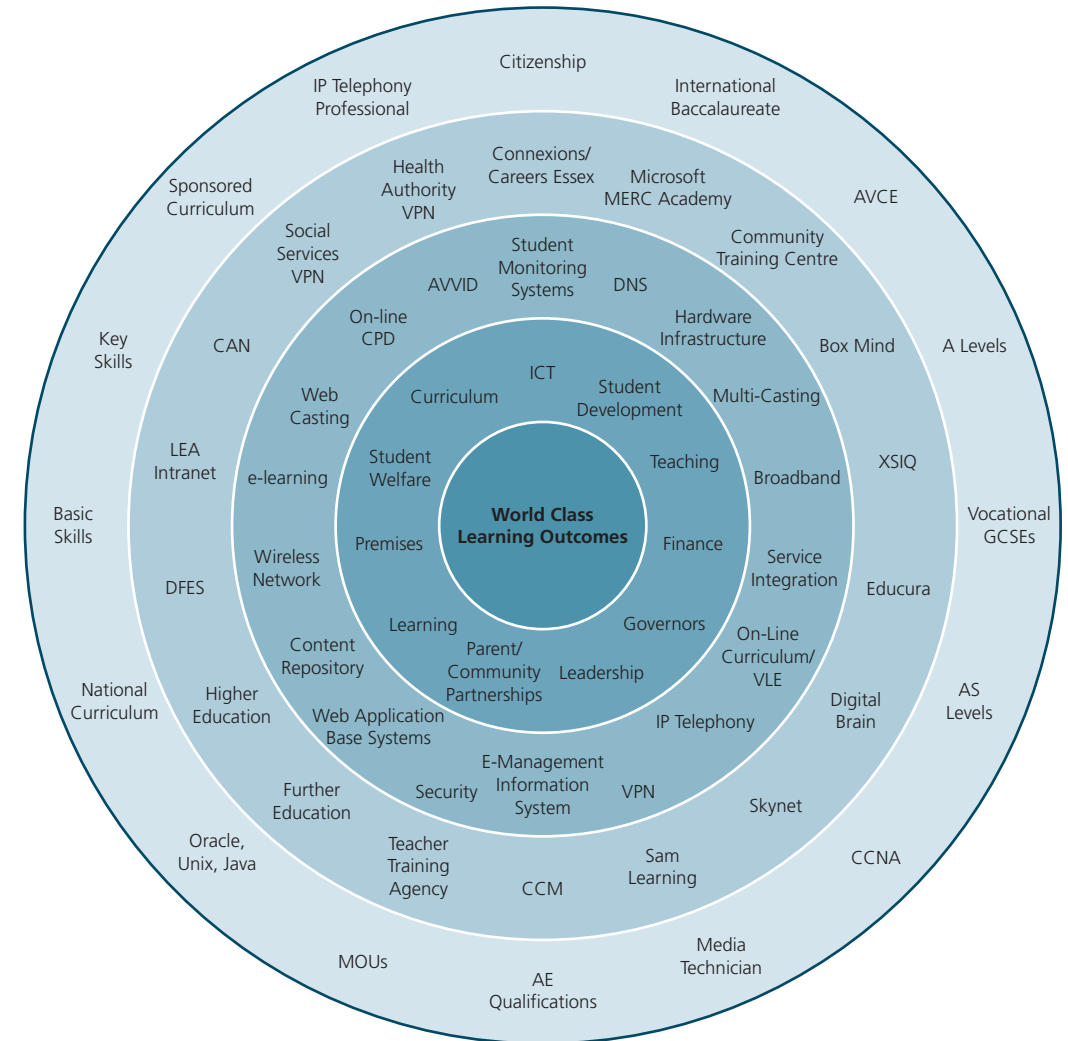 Citizenship
IP Telephony
Professional
International
Baccalaureate
Sponsored
Curriculum
AVCE
Key
Skills
A Levels
Basic
Skills
Vocational
GCSEs
National
Curriculum
AS
Levels
Oracle,
Unix, Java
CCNA
MOUs
Media
Technician
AE
Qualifications
Connexions/
Careers Essex
Health
Authority
VPN
Microsoft
MERC Academy
Social
Services
VPN
Community
Training Centre
CAN
Box Mind
LEA
Intranet
XSIQ
DFES
Educura
Higher
Education
Digital
Brain
Further
Education
Skynet
Teacher
Training
Agency
CCM
Sam
Learning
Student
Monitoring
Systems
AVVID
DNS
On-line
CPD
Hardware
Infrastructure
Web
Casting
Multi-Casting
e-learning
Broadband
Wireless
Network
Service
Integration
Content
Repository
On-Line
Curriculum/
VLE
Web Application
Base Systems
IP Telephony
Security
E-Management
Information
System
VPN
ICT
Curriculum
Student
Development
Student
Welfare
Teaching
Premises
Finance
Learning
Governors
Parent/
Community
Partnerships
Leadership
World Class
Learning Outcomes